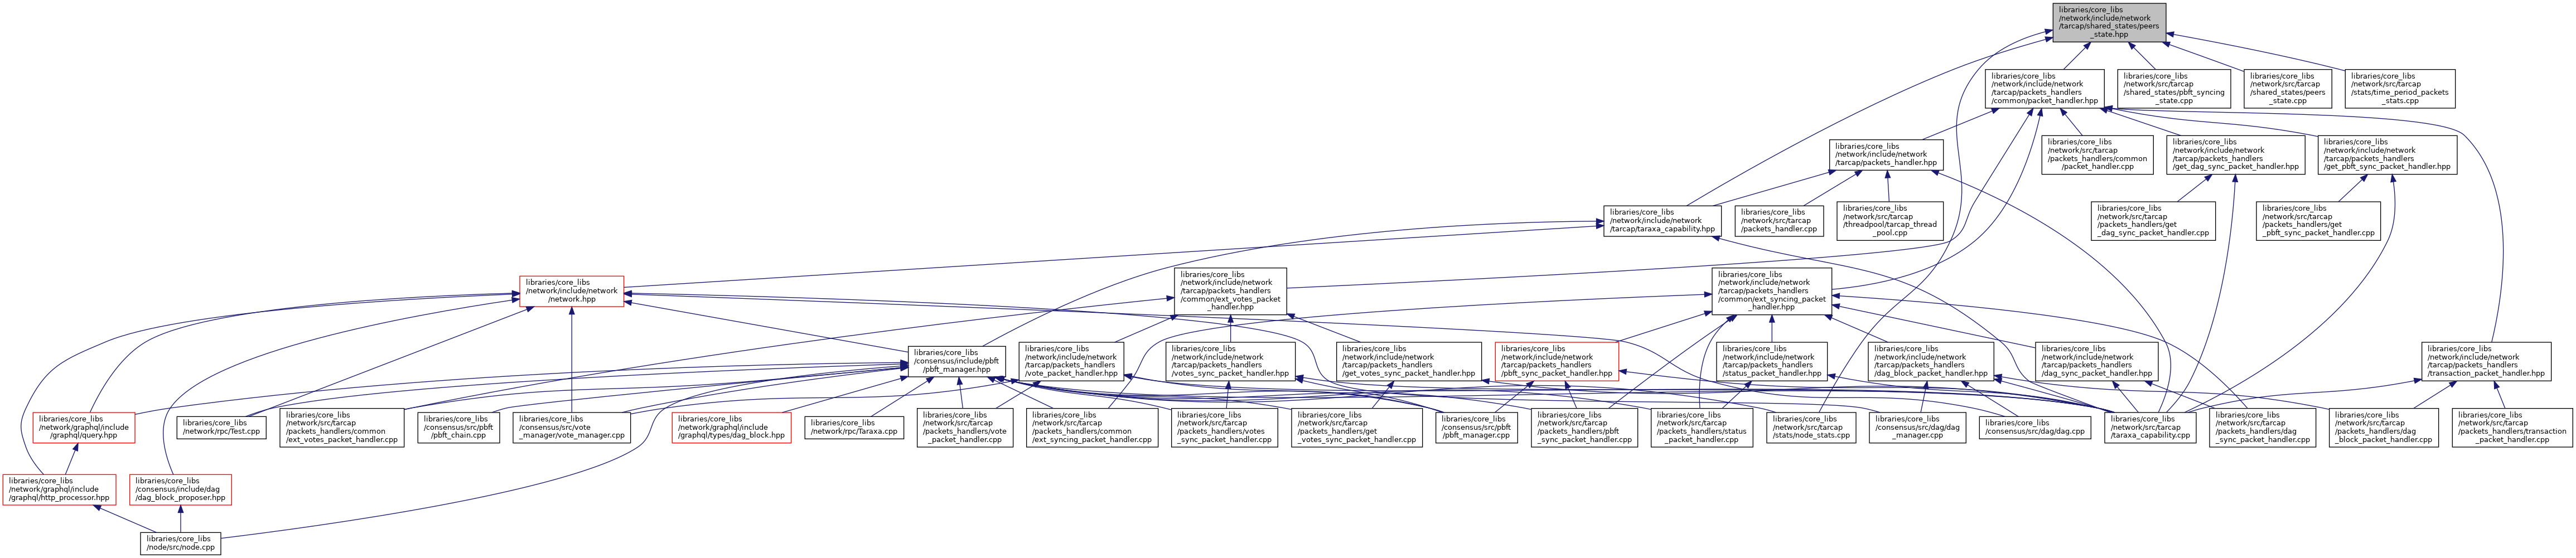 libraries/core_libs
/network/include/network
/tarcap/shared_states/peers
_state.hpp
libraries/core_libs
/network/include/network
/tarcap/packets_handlers
/common/packet_handler.hpp
libraries/core_libs
/network/src/tarcap
/shared_states/pbft_syncing
_state.cpp
libraries/core_libs
/network/src/tarcap
/shared_states/peers
_state.cpp
libraries/core_libs
/network/src/tarcap
/stats/time_period_packets
_stats.cpp
libraries/core_libs
/network/include/network
/tarcap/packets_handler.hpp
libraries/core_libs
/network/src/tarcap
/packets_handlers/common
/packet_handler.cpp
libraries/core_libs
/network/include/network
/tarcap/packets_handlers
/get_dag_sync_packet_handler.hpp
libraries/core_libs
/network/include/network
/tarcap/packets_handlers
/get_pbft_sync_packet_handler.hpp
libraries/core_libs
/network/include/network
/tarcap/taraxa_capability.hpp
libraries/core_libs
/network/src/tarcap
/packets_handler.cpp
libraries/core_libs
/network/src/tarcap
/threadpool/tarcap_thread
_pool.cpp
libraries/core_libs
/network/src/tarcap
/packets_handlers/get
_dag_sync_packet_handler.cpp
libraries/core_libs
/network/src/tarcap
/packets_handlers/get
_pbft_sync_packet_handler.cpp
libraries/core_libs
/network/include/network
/network.hpp
libraries/core_libs
/network/include/network
/tarcap/packets_handlers
/common/ext_votes_packet
_handler.hpp
libraries/core_libs
/network/include/network
/tarcap/packets_handlers
/common/ext_syncing_packet
_handler.hpp
libraries/core_libs
/consensus/include/pbft
/pbft_manager.hpp
libraries/core_libs
/network/include/network
/tarcap/packets_handlers
/vote_packet_handler.hpp
libraries/core_libs
/network/include/network
/tarcap/packets_handlers
/votes_sync_packet_handler.hpp
libraries/core_libs
/network/include/network
/tarcap/packets_handlers
/get_votes_sync_packet_handler.hpp
libraries/core_libs
/network/include/network
/tarcap/packets_handlers
/pbft_sync_packet_handler.hpp
libraries/core_libs
/network/include/network
/tarcap/packets_handlers
/status_packet_handler.hpp
libraries/core_libs
/network/include/network
/tarcap/packets_handlers
/dag_block_packet_handler.hpp
libraries/core_libs
/network/include/network
/tarcap/packets_handlers
/dag_sync_packet_handler.hpp
libraries/core_libs
/network/include/network
/tarcap/packets_handlers
/transaction_packet_handler.hpp
libraries/core_libs
/network/graphql/include
/graphql/query.hpp
libraries/core_libs
/network/rpc/Test.cpp
libraries/core_libs
/network/src/tarcap
/packets_handlers/common
/ext_votes_packet_handler.cpp
libraries/core_libs
/consensus/src/pbft
/pbft_chain.cpp
libraries/core_libs
/consensus/src/vote
_manager/vote_manager.cpp
libraries/core_libs
/network/graphql/include
/graphql/types/dag_block.hpp
libraries/core_libs
/network/rpc/Taraxa.cpp
libraries/core_libs
/network/src/tarcap
/packets_handlers/vote
_packet_handler.cpp
libraries/core_libs
/network/src/tarcap
/packets_handlers/common
/ext_syncing_packet_handler.cpp
libraries/core_libs
/network/src/tarcap
/packets_handlers/votes
_sync_packet_handler.cpp
libraries/core_libs
/network/src/tarcap
/packets_handlers/get
_votes_sync_packet_handler.cpp
libraries/core_libs
/consensus/src/pbft
/pbft_manager.cpp
libraries/core_libs
/network/src/tarcap
/packets_handlers/pbft
_sync_packet_handler.cpp
libraries/core_libs
/network/src/tarcap
/packets_handlers/status
_packet_handler.cpp
libraries/core_libs
/network/src/tarcap
/stats/node_stats.cpp
libraries/core_libs
/consensus/src/dag/dag
_manager.cpp
libraries/core_libs
/consensus/src/dag/dag.cpp
libraries/core_libs
/network/src/tarcap
/taraxa_capability.cpp
libraries/core_libs
/network/src/tarcap
/packets_handlers/dag
_sync_packet_handler.cpp
libraries/core_libs
/network/src/tarcap
/packets_handlers/dag
_block_packet_handler.cpp
libraries/core_libs
/network/src/tarcap
/packets_handlers/transaction
_packet_handler.cpp
libraries/core_libs
/network/graphql/include
/graphql/http_processor.hpp
libraries/core_libs
/consensus/include/dag
/dag_block_proposer.hpp
libraries/core_libs
/node/src/node.cpp